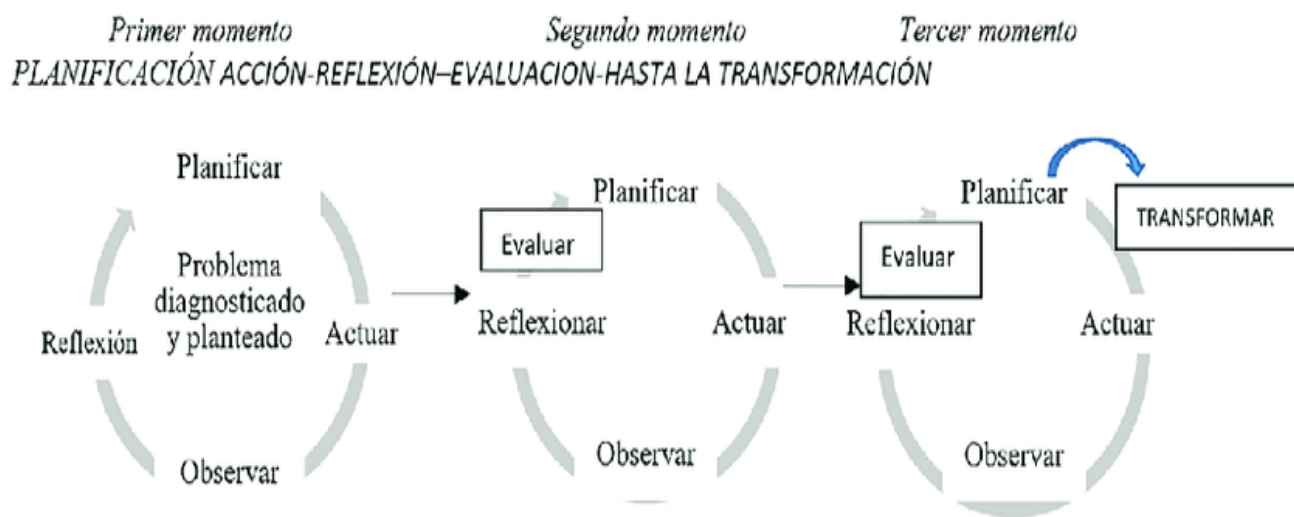 Primer momento
Segundo momento
Tercer momento
PLANIFICACIÓN ACCIÓN-REFLEXIÓN–EVALUACION-HASTA LA TRANSFORMACIÓN
Planificar
Problema
diagnosticado
y planteado
Reflexión
Actuar
Observar
Planificar
Evaluar
Reflexionar
Actuar
Observar
Planificar
TRANSFORMAR
Evaluar
Reflexionar
Actuar
Observar